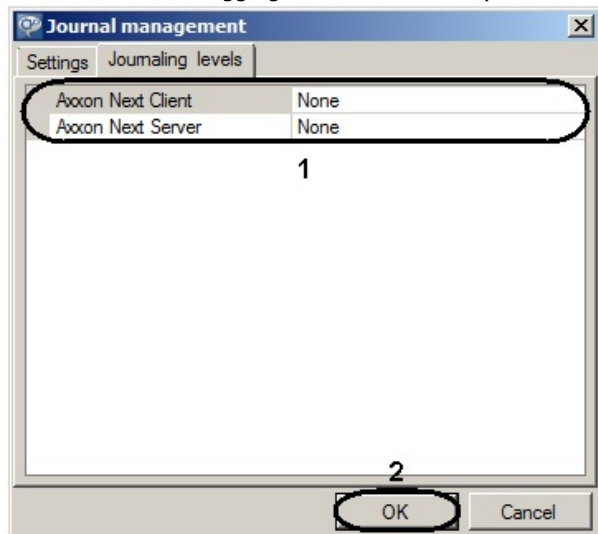 Journal management
Settings Journaling levels
Axxon Next Client None
Axxon Next Server None
1
2
OK Cancel